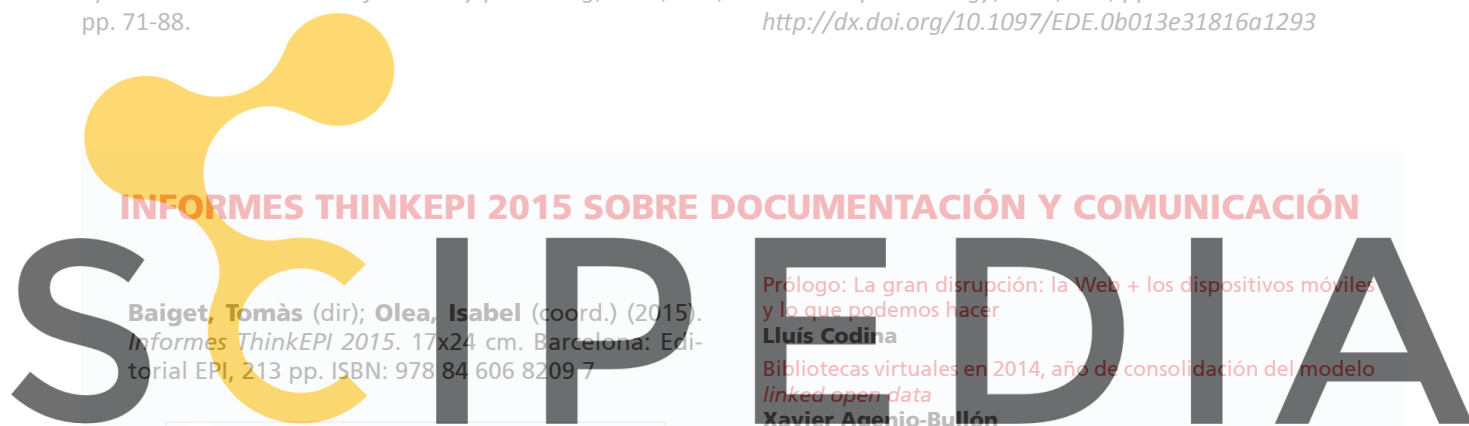 pp. 71-88.
http://dx.doi.org/10.1097/EDE.0b013e31816a1293
INFORMES THINKEPI 2015 SOBRE DOCUMENTACIÓN Y COMUNICACIÓN
SCIPEDIA
Baiget, Tomàs (dir); Olea, Isabel (coord.) (2015).
Informes ThinkEPI 2015. 17x24 cm. Barcelona: Edi-
torial EPI, 213 pp. ISBN: 978 84 606 8209 7
Prólogo: La gran disrupción: la Web + los dispositivos móviles
y lo que podemos hacer
Lluís Codina
Bibliotecas virtuales en 2014, año de consolidación del modelo
linked open data
Xavier Agenjo-Bullón